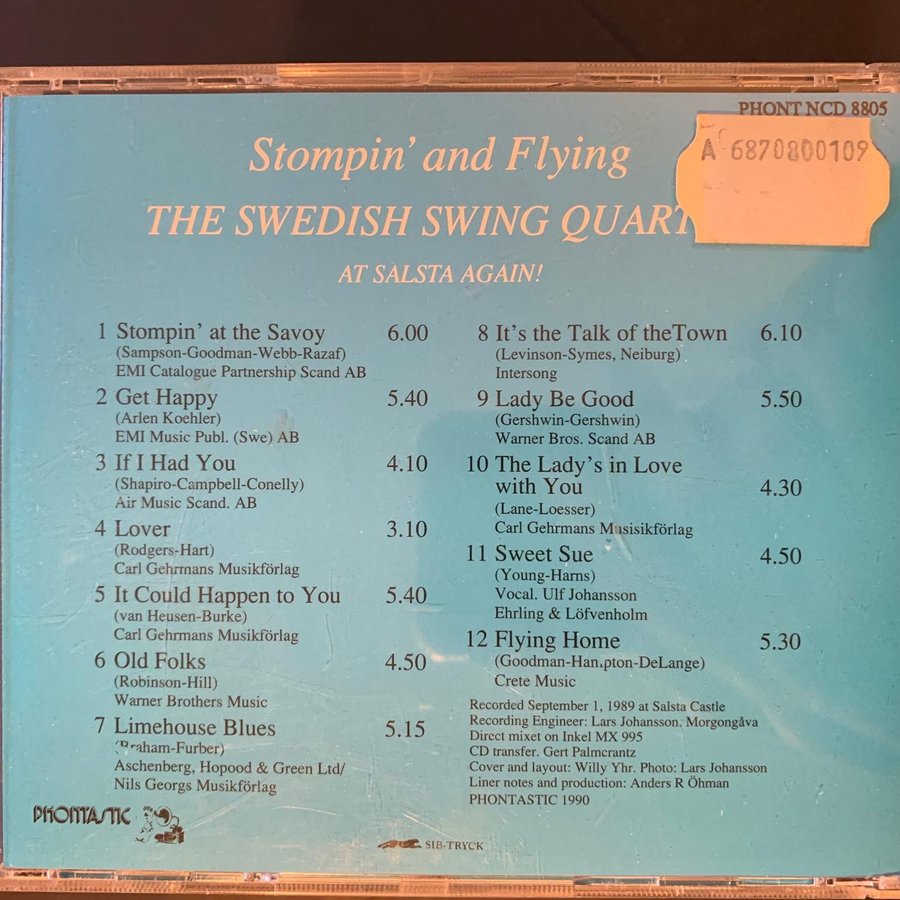 PHONT NCD 8805
A 6870800109
Stompin' and Flying
THE SWEDISH SWING
AT SALSTA AGAIN!
1 Stompin' at the Savoy 6.00
(Sampson-Goodman-Webb-Razaf)
EMI Catalogue Partnership Scand AB
2 Get Happy 5.40
(Arlen Koehler)
EMI Music Publ. (Swe) AB
3 If I Had You 4.10
(Shapiro-Campbell-Conelly)
Air Music Scand. AB
4 Lover 3.10
(Rodgers-Hart)
Carl Gehrmans Musikförlag
5 It Could Happen to You 5.40
(van Heusen-Burke)
Carl Gehrmans Musikförlag
6 Old Folks 4.50
(Robinson-Hill)
Warner Brothers Music
7 Limehouse Blues 5.15
(Braham-Furber)
Aschenberg, Hopood & Green Ltd/
Nils Georgs Musikförlag
8 It's the Talk of theTown 6.10
(Levinson-Symes, Neiburg)
Intersong
9 Lady Be Good 5.50
(Gershwin-Gershwin)
Warner Bros. Scand AB
10 The Lady's in Love
with You 4.30
(Lane-Loesser)
Carl Gehrmans Musisikförlag
11 Sweet Sue 4.50
(Young-Harns)
Vocal. Ulf Johansson
Ehrling & Löfvenholm
12 Flying Home 5.30
(Goodman-Hampton-DeLange)
Crete Music
Recorded September 1, 1989 at Salsta Castle
Recording Engineer: Lars Johansson. Morgongåva
Direct mixet on Inkel MX 995
CD transfer. Gert Palmcrantz
Cover and layout: Willy Yhr. Photo: Lars Johansson
Liner notes and production: Anders R Öhman
PHONTASTIC 1990
PHONTASTIC
SIB-TRYCK